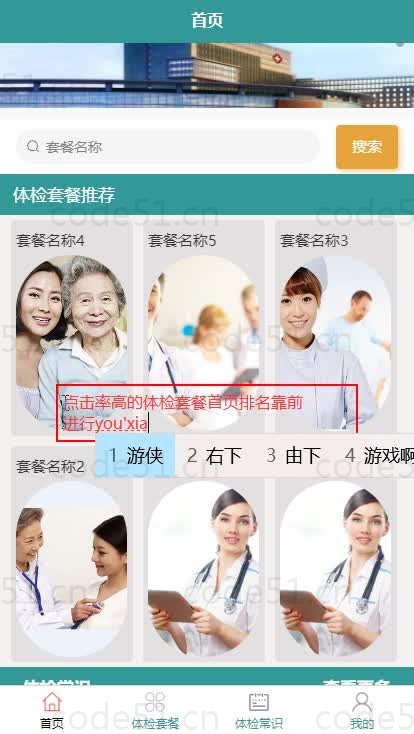 首页
套餐名称
搜索
体检套餐推荐
code51.cn
套餐名称4
套餐名称5
套餐名称3
点击率高的体检套餐首页排名靠前
进行you'xia
1 游侠 2 右下 3 由下 4 游戏啊
套餐名称2
体检常识 查看更多
首页
体检套餐
体检常识
我的
code51.cn